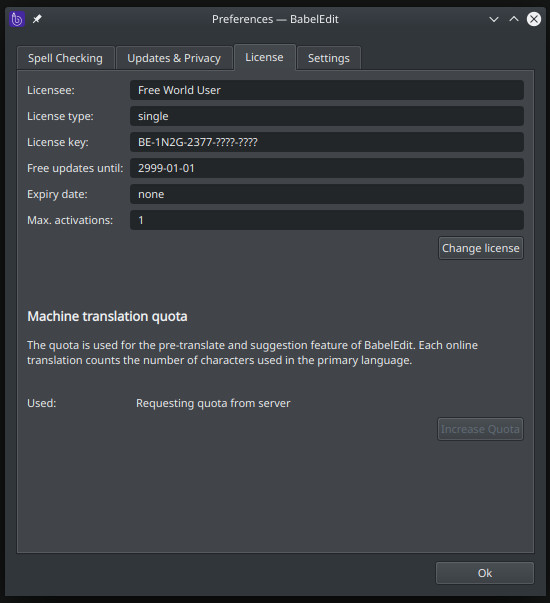 Preferences — BabelEdit
Spell Checking
Updates & Privacy
License
Settings
Licensee: Free World User
License type: single
License key: BE-1N2G-2377-????-????
Free updates until: 2999-01-01
Expiry date: none
Max. activations: 1
Change license
Machine translation quota
The quota is used for the pre-translate and suggestion feature of BabelEdit. Each online
translation counts the number of characters used in the primary language.
Used: Requesting quota from server
Increase Quota
Ok